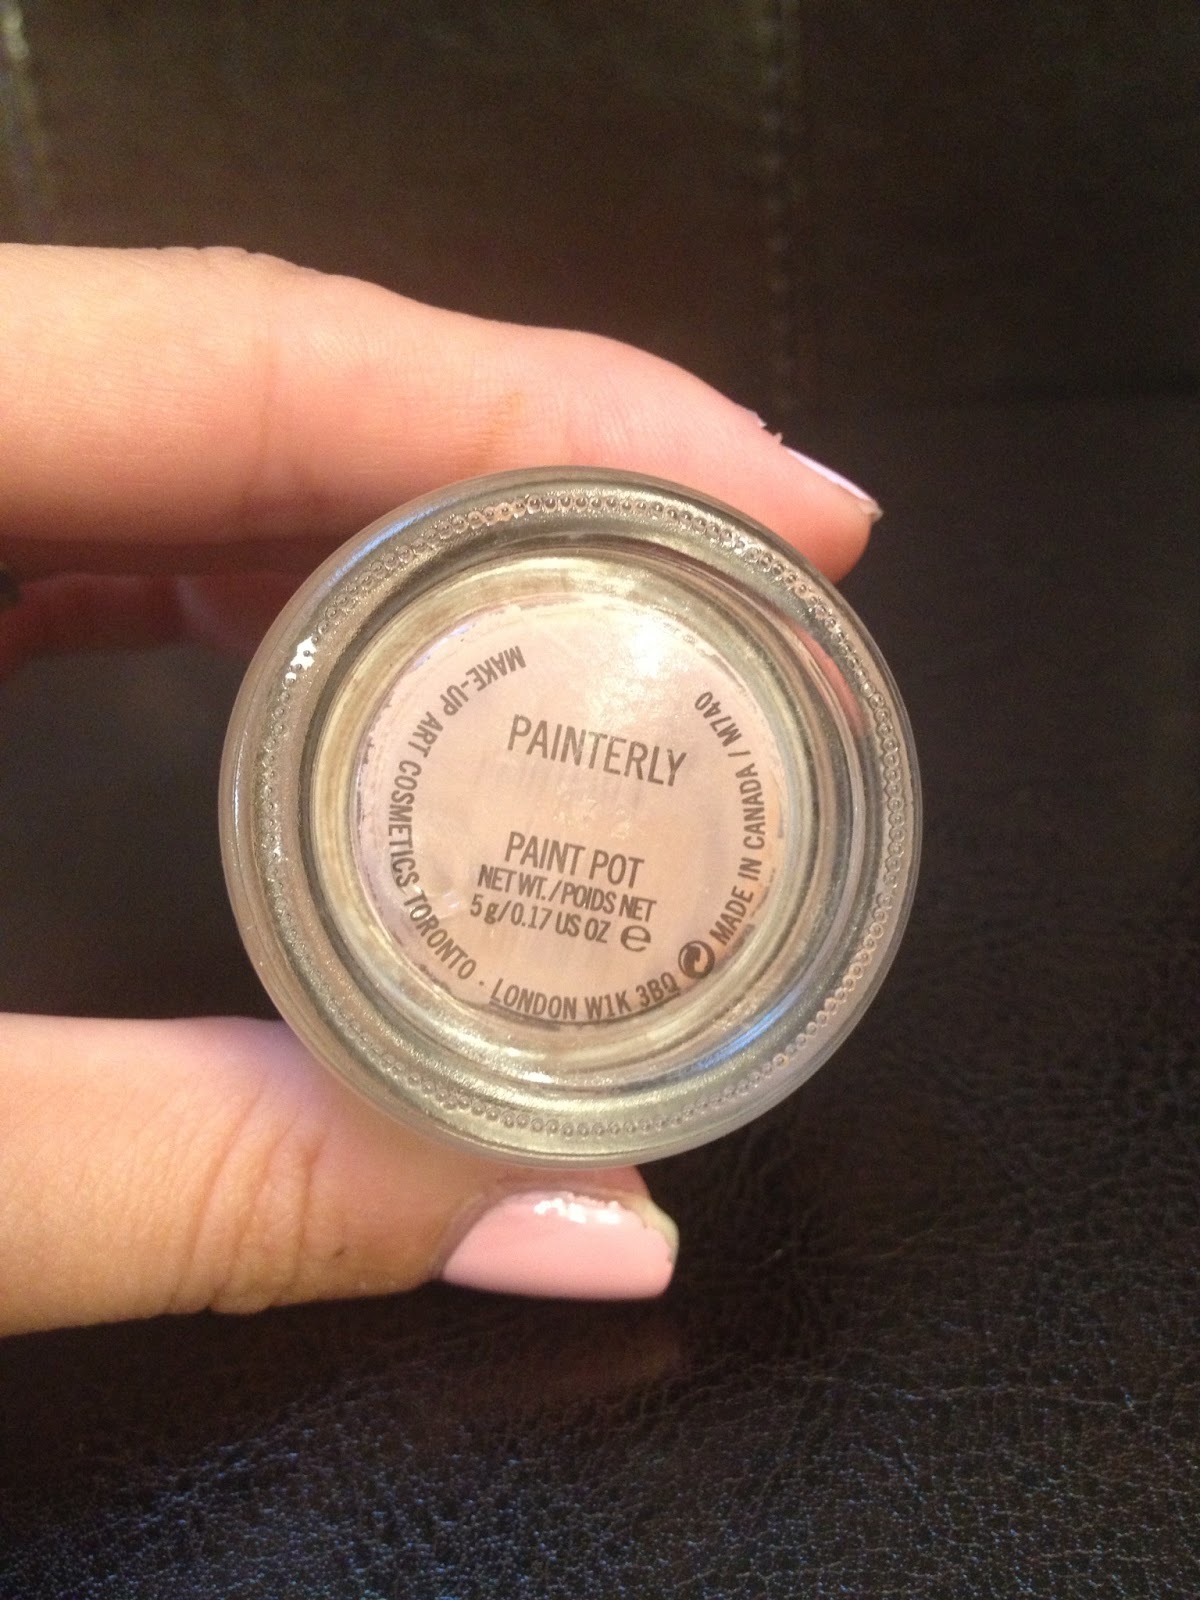 PAINTERLY
PAINT POT
NET WT./POIDS NET
5 g/0.17 US OZ e
MAKE-UP ART COSMETICS TORONTO · LONDON W1K 3BQ
MADE IN CANADA / M740